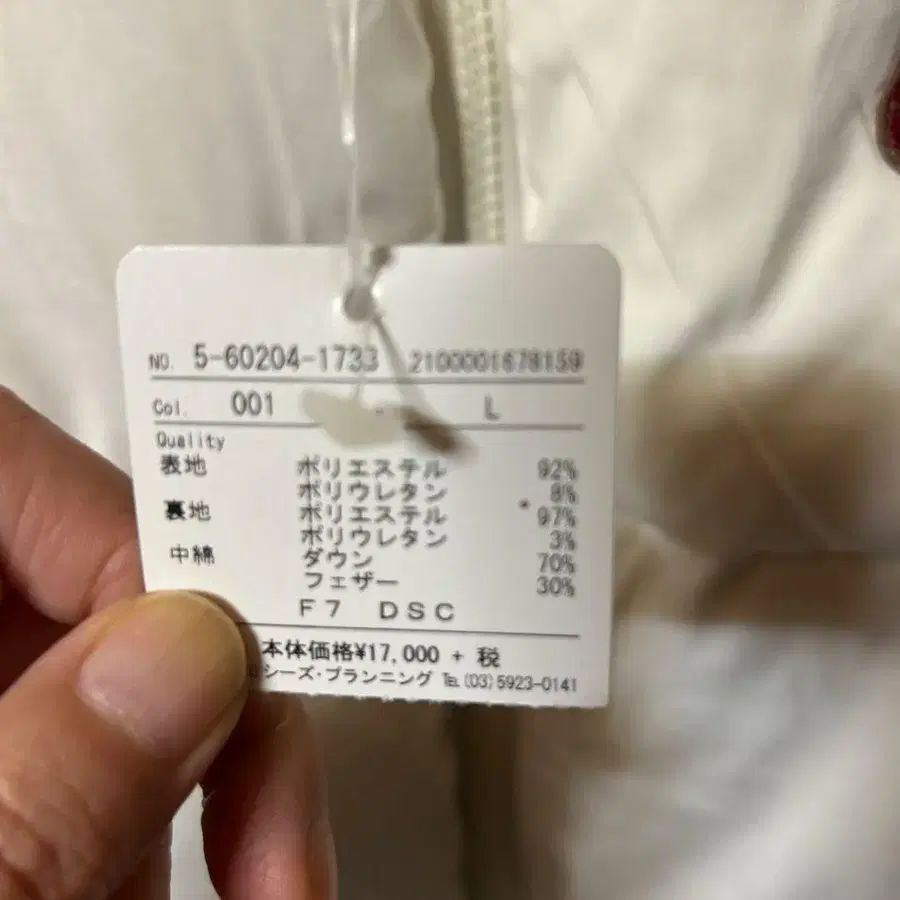 NO. 5-60204-1733 2100001678159
Col. 001 L
Quality
表地 ポリエステル 92%
ポリウレタン 8%
裏地 ポリエステル 97%
ポリウレタン 3%
中綿 ダウン 70%
フェザー 30%
F7 DSC
本体価格¥17,000 + 税
シーズ・プランニング TEL(03)5923-0141